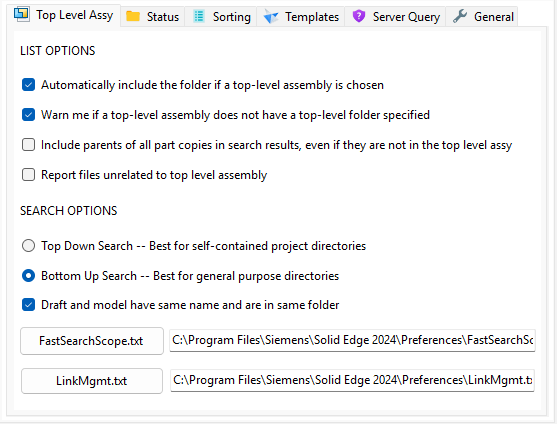 Top Level Assy Status Sorting Templates Server Query General
LIST OPTIONS
Automatically include the folder if a top-level assembly is chosen
Warn me if a top-level assembly does not have a top-level folder specified
Include parents of all part copies in search results, even if they are not in the top level assy
Report files unrelated to top level assembly
SEARCH OPTIONS
Top Down Search -- Best for self-contained project directories
Bottom Up Search -- Best for general purpose directories
Draft and model have same name and are in same folder
FastSearchScope.txt C:\Program Files\Siemens\Solid Edge 2024\Preferences\FastSearchSc
LinkMgmt.txt C:\Program Files\Siemens\Solid Edge 2024\Preferences\LinkMgmt.tx